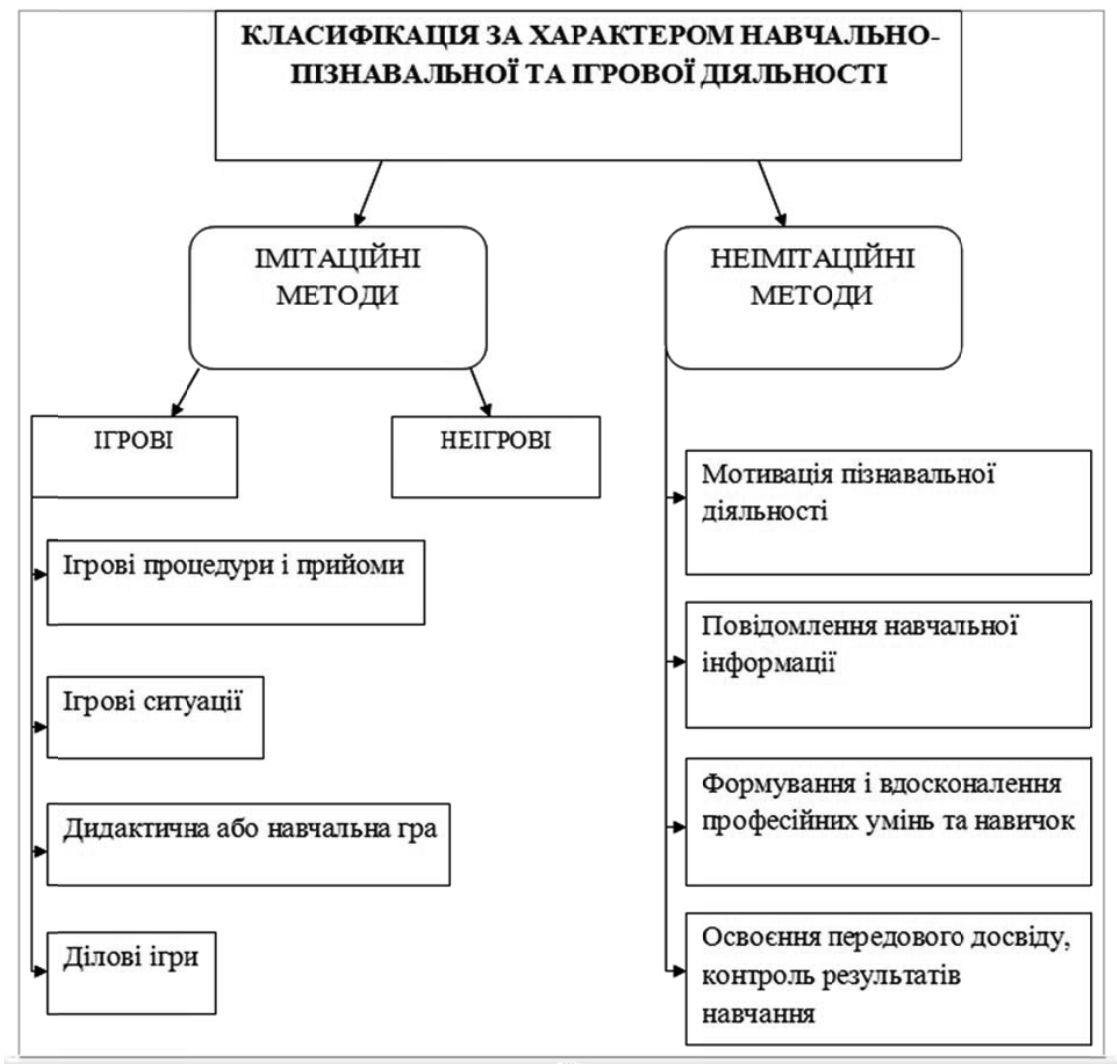 КЛАСИФІКАЦІЯ ЗА ХАРАКТЕРОМ НАВЧАЛЬНО-
ПІЗНАВАЛЬНОЇ ТА ІГРОВОЇ ДІЯЛЬНОСТІ
ІМІТАЦІЙНІ
МЕТОДИ
НЕІМІТАЦІЙНІ
МЕТОДИ
ІГРОВІ
НЕІГРОВІ
Ігрові процедури і прийоми
Ігрові ситуації
Дидактична або навчальна гра
Ділові ігри
Мотивація пізнавальної
діяльності
Повідомлення навчальної
інформації
Формування і вдосконалення
професійних умінь та навичок
Освоєння передового досвіду,
контроль результатів
навчання